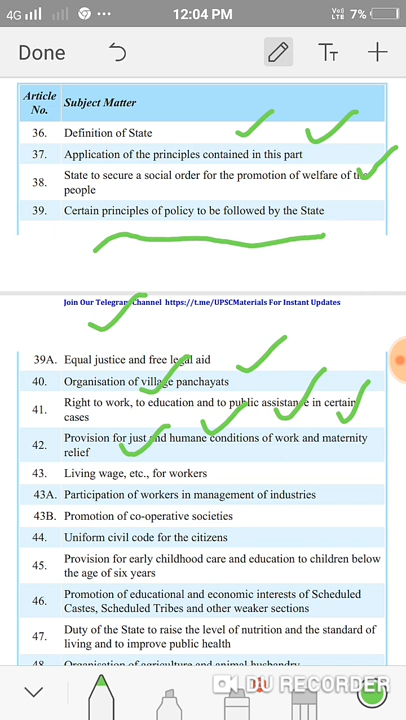 4G 12:04 PM VoD LTE 7%
Done
Article No. Subject Matter
36. Definition of State
37. Application of the principles contained in this part
38. State to secure a social order for the promotion of welfare of the
people
39. Certain principles of policy to be followed by the State
Join Our Telegram Channel https://t.me/UPSCMaterials For Instant Updates
39A. Equal justice and free legal aid
40. Organisation of village panchayats
41. Right to work, to education and to public assistance in certain
cases
42. Provision for just and humane conditions of work and maternity
relief
43. Living wage, etc., for workers
43A. Participation of workers in management of industries
43B. Promotion of co-operative societies
44. Uniform civil code for the citizens
45. Provision for early childhood care and education to children below
the age of six years
46. Promotion of educational and economic interests of Scheduled
Castes, Scheduled Tribes and other weaker sections
47. Duty of the State to raise the level of nutrition and the standard of
living and to improve public health
48. Organisation of agriculture and animal husbandry
DU RECORDER